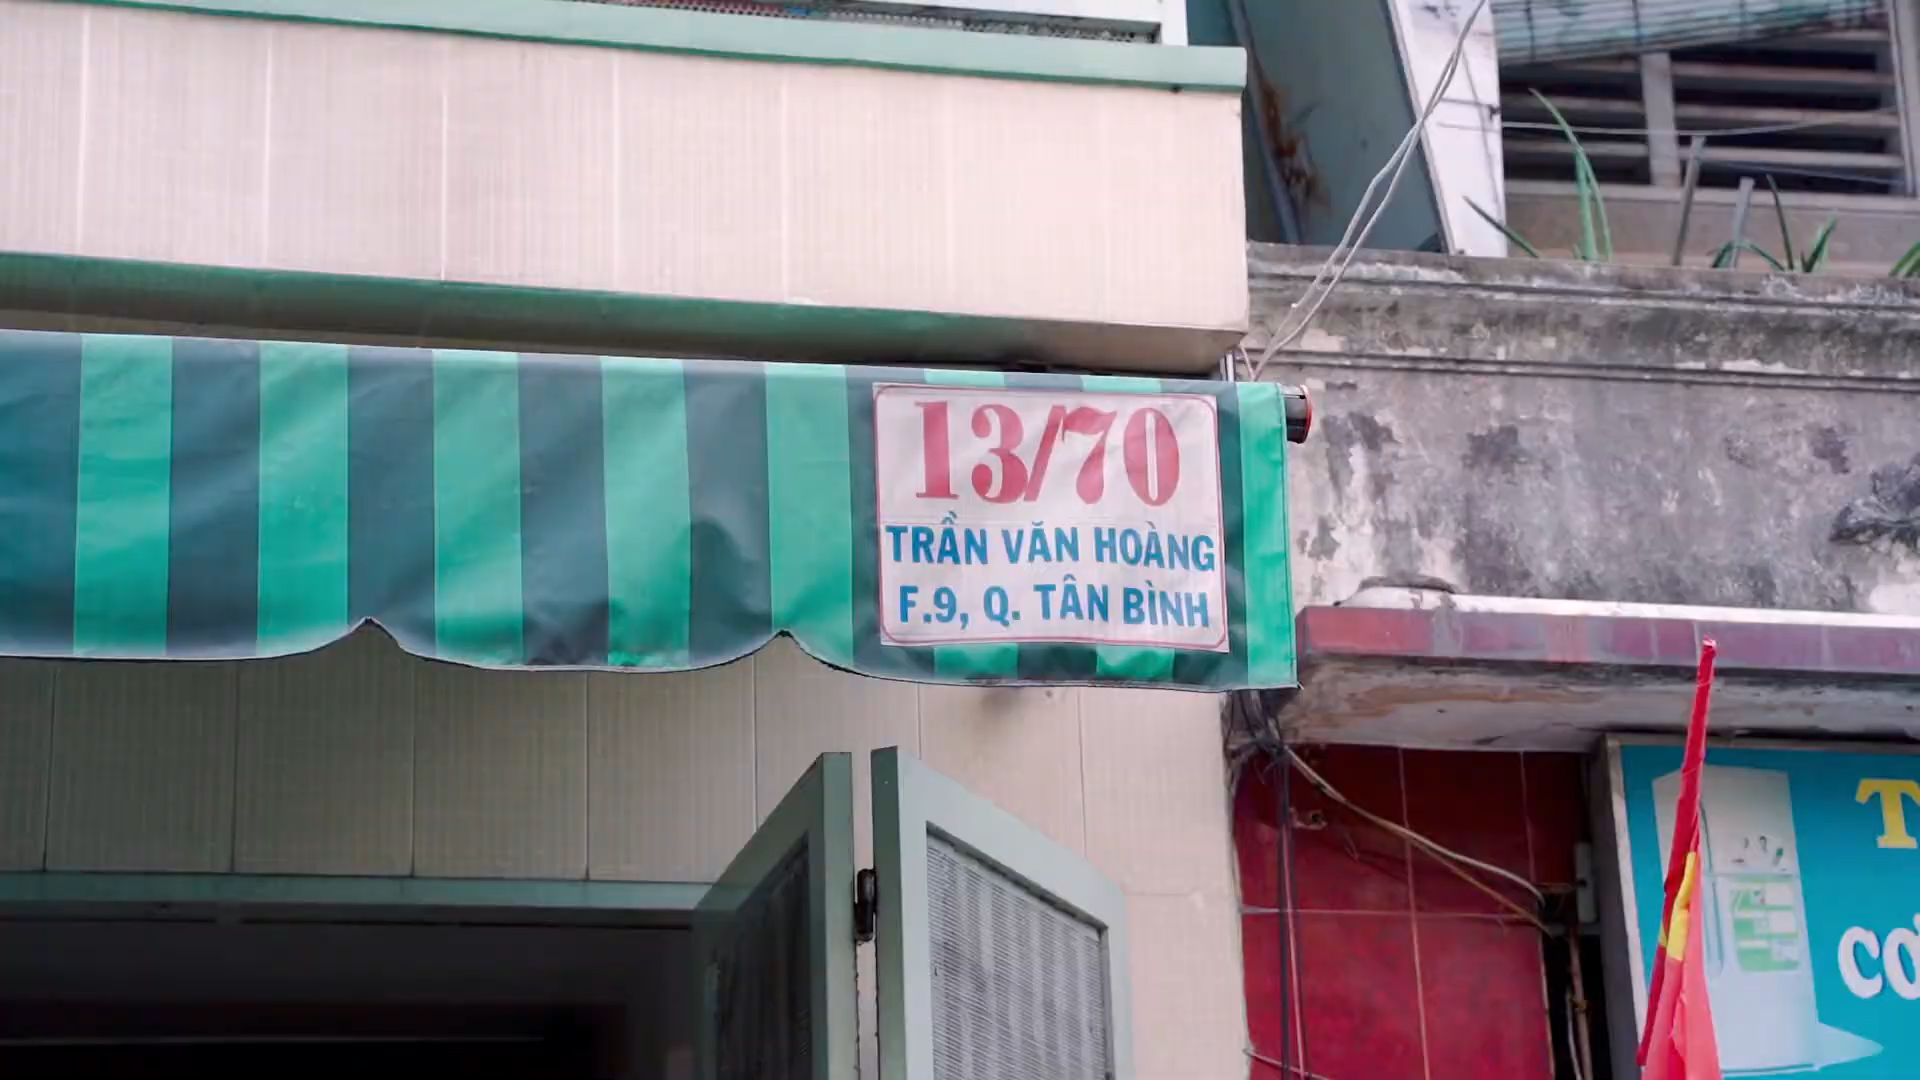 13/70
TRẦN VĂN HOÀNG
F.9, Q. TÂN BÌNH